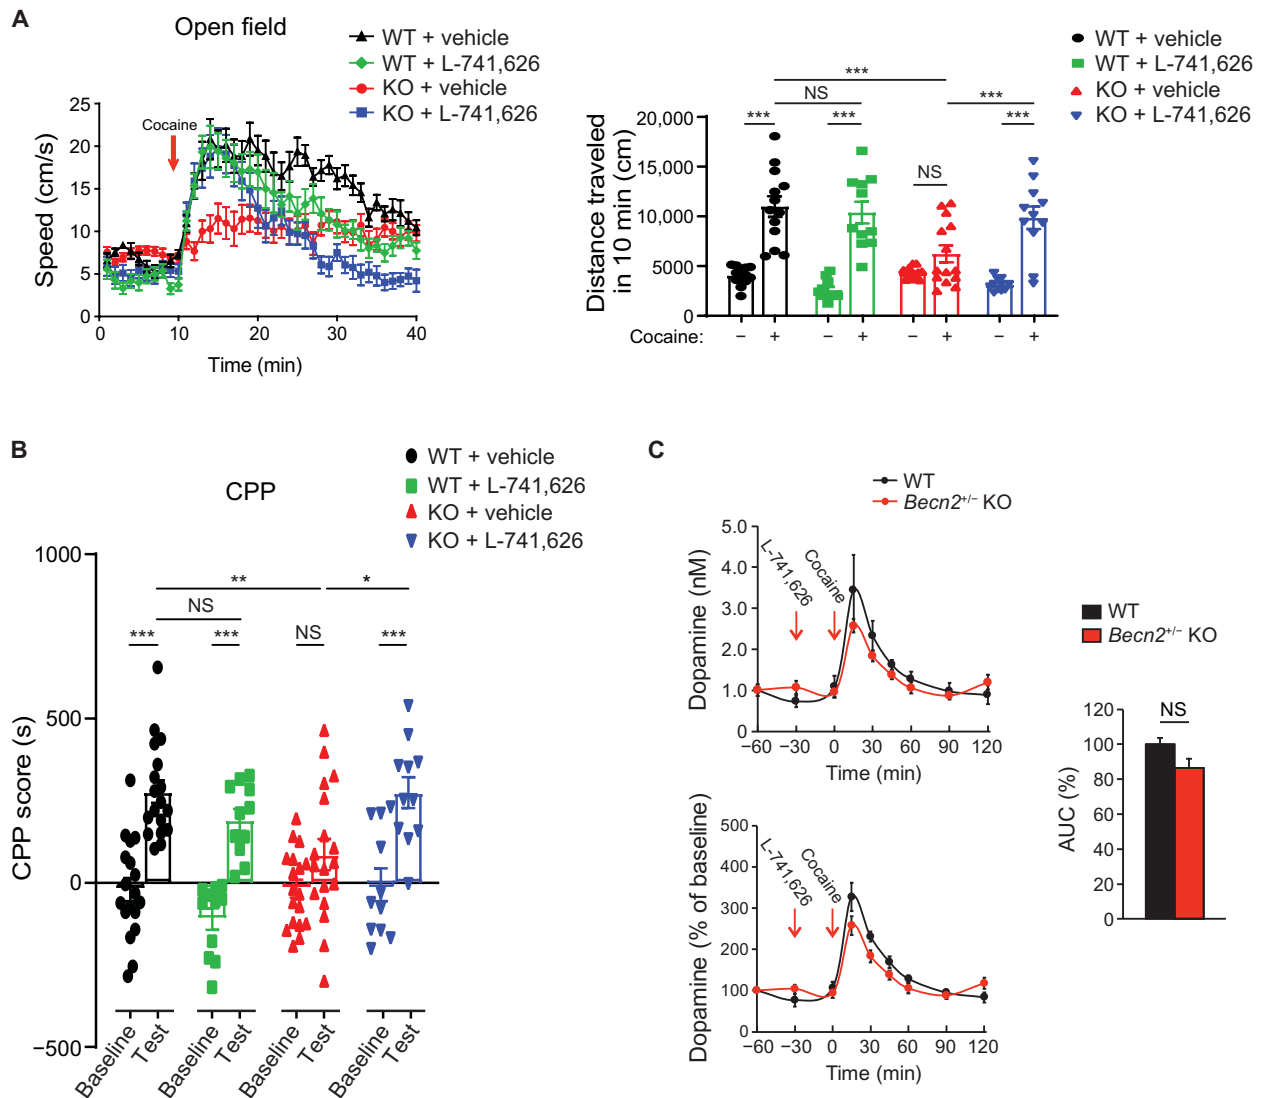 A
Open field
WT + vehicle
WT + L-741,626
KO + vehicle
KO + L-741,626
Speed (cm/s)
25
20
15
10
5
0
Cocaine
0 10 20 30 40
Time (min)
WT + vehicle
WT + L-741,626
KO + vehicle
KO + L-741,626
Distance traveled
in 10 min (cm)
20,000
15,000
10,000
5000
0
***
NS ***
*** *** ***
NS
Cocaine: − + − + − + − +
B
CPP
WT + vehicle
WT + L-741,626
KO + vehicle
KO + L-741,626
CPP score (s)
1000
500
0
−500
** *
NS
*** *** NS ***
Baseline Test Baseline Test Baseline Test Baseline Test
C
WT
Becn2+/− KO
Dopamine (nM)
5.0
4.0
3.0
2.0
1.0
0
L-741,626
Cocaine
−60 −30 0 30 60 90 120
Time (min)
Dopamine (% of baseline)
500
400
300
200
100
0
L-741,626
Cocaine
−60 −30 0 30 60 90 120
Time (min)
WT
Becn2+/− KO
AUC (%)
120
100
80
60
40
20
0
NS